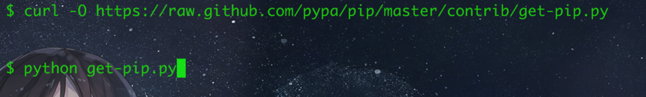 $ curl -O https://raw.github.com/pypa/pip/master/contrib/get-pip.py
$ python get-pip.py